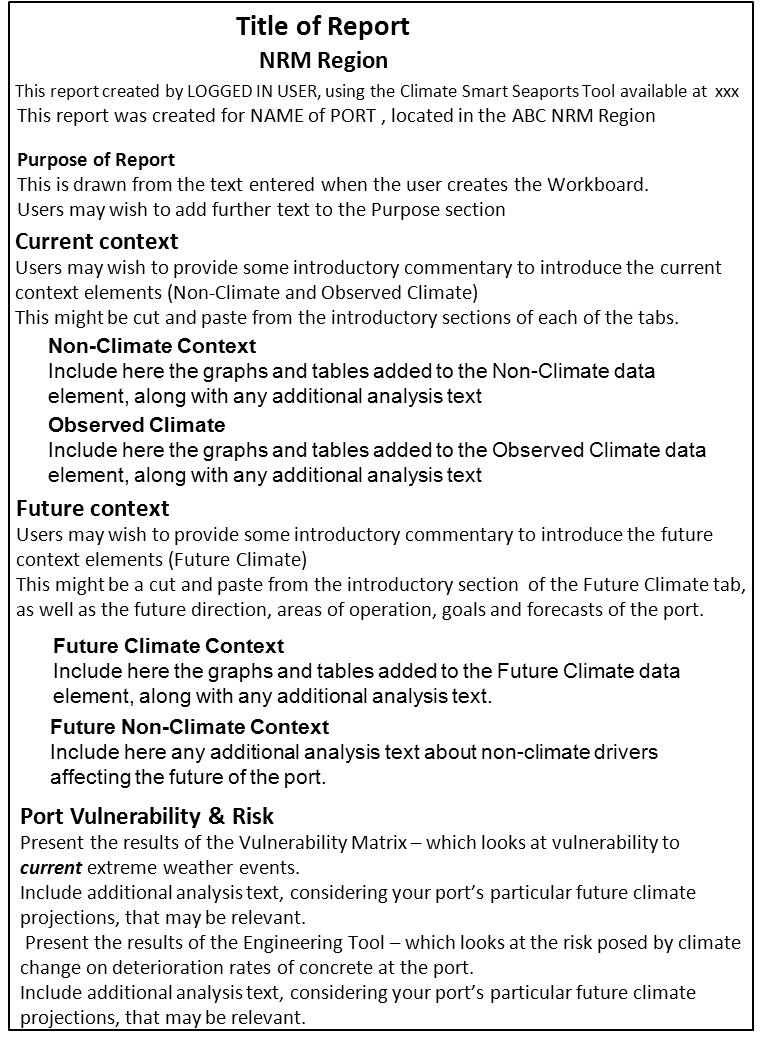 Title of Report
NRM Region
This report created by LOGGED IN USER, using the Climate Smart Seaports Tool available at xxx
This report was created for NAME of PORT , located in the ABC NRM Region
Purpose of Report
This is drawn from the text entered when the user creates the Workboard.
Users may wish to add further text to the Purpose section
Current context
Users may wish to provide some introductory commentary to introduce the current
context elements (Non-Climate and Observed Climate)
This might be cut and paste from the introductory sections of each of the tabs.
Non-Climate Context
Include here the graphs and tables added to the Non-Climate data
element, along with any additional analysis text
Observed Climate
Include here the graphs and tables added to the Observed Climate data
element, along with any additional analysis text
Future context
Users may wish to provide some introductory commentary to introduce the future
context elements (Future Climate)
This might be a cut and paste from the introductory section of the Future Climate tab,
as well as the future direction, areas of operation, goals and forecasts of the port.
Future Climate Context
Include here the graphs and tables added to the Future Climate data
element, along with any additional analysis text.
Future Non-Climate Context
Include here any additional analysis text about non-climate drivers
affecting the future of the port.
Port Vulnerability & Risk
Present the results of the Vulnerability Matrix – which looks at vulnerability to
current extreme weather events.
Include additional analysis text, considering your port's particular future climate
projections, that may be relevant.
Present the results of the Engineering Tool – which looks at the risk posed by climate
change on deterioration rates of concrete at the port.
Include additional analysis text, considering your port's particular future climate
projections, that may be relevant.